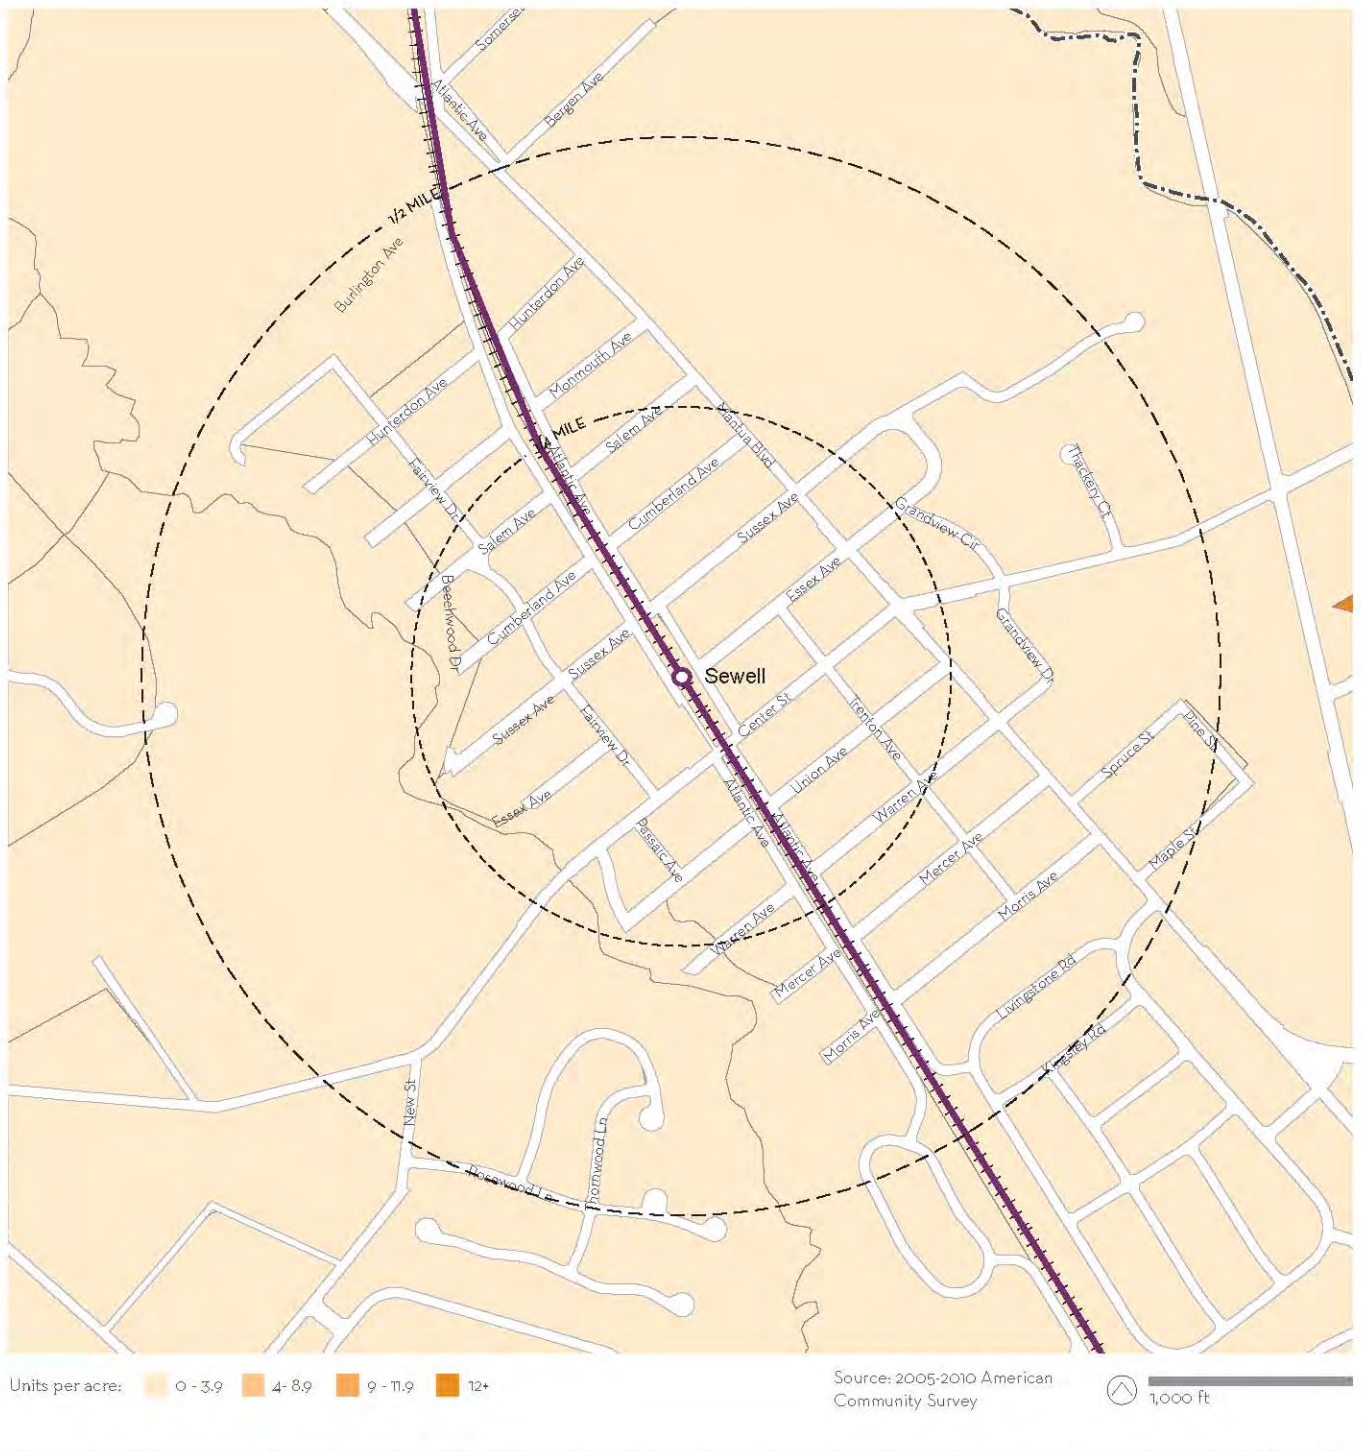 Somerse
Bergen Ave
Atlantic Ave
1/2 MILE
Burlington Ave
Hunterdon Ave
Monmouth Ave
Hunterdon Ave
1/4 MILE
Salem Ave
Mantua Blvd
Atlantic Ave
Cumberland Ave
Fairview Dr
Thackery Ct
Sussex Ave
Grandview Cir
Salem Ave
Essex Ave
Beechwood Dr
Cumberland Ave
Grandview Dr
Sussex Ave
Sewell
Sussex Ave
Center St
Trenton Ave
Fairview Dr
Pine St
Spruce St
Union Ave
Warren Ave
Essex Ave
Atlantic Ave
Atlantic Ave
Passaic Ave
Mercer Ave
Maple St
Morris Ave
Warren Ave
Mercer Ave
Livingstone Rd
Morris Ave
Kingsley Rd
New St
Thornwood Ln
Rosewood Ln
Units per acre:
0 - 3.9
4- 8.9
9 - 11.9
12+
Source: 2005-2010 American
Community Survey
1,000 ft